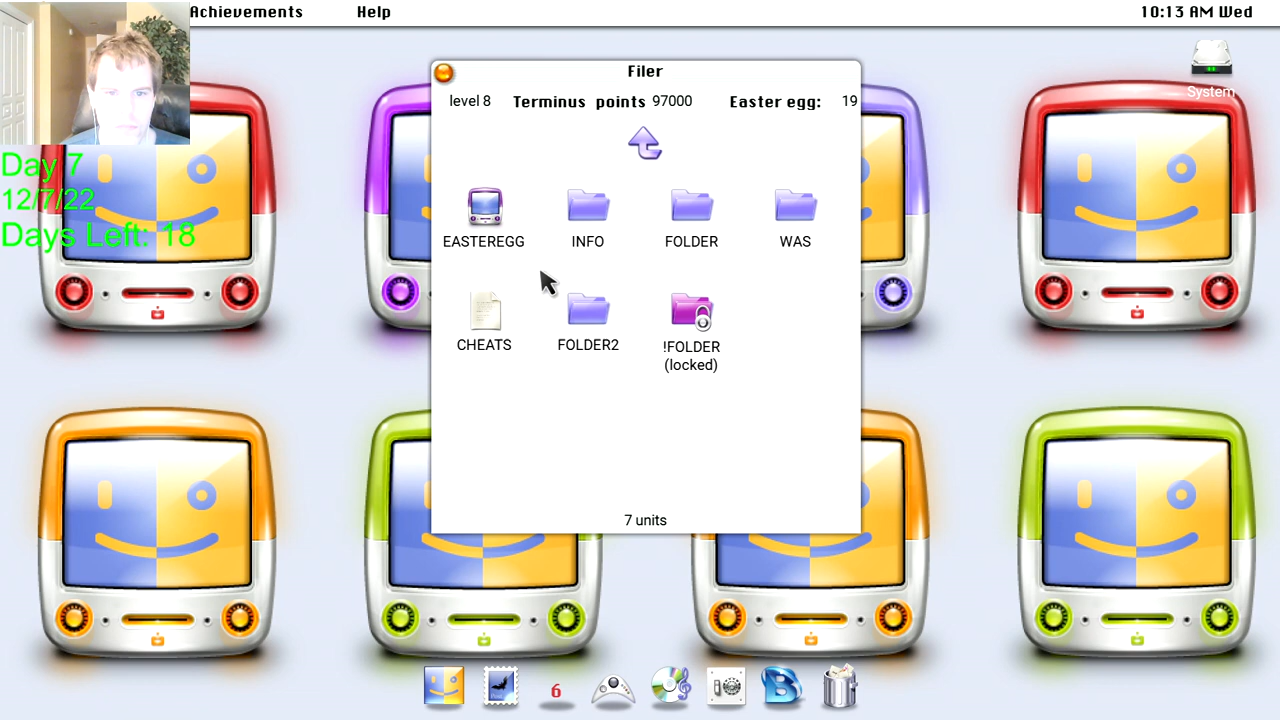 Achievements Help 10:13 AM Wed
Filer
level 8 Terminus points 97000 Easter egg: 19
System
Day 7
12/7/22
Days Left: 18
EASTEREGG INFO FOLDER WAS
CHEATS FOLDER2 !FOLDER
(locked)
7 units
6